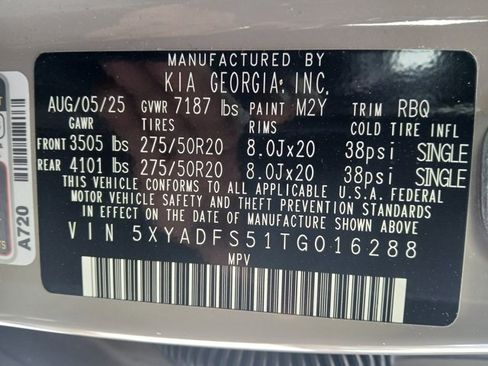 MANUFACTURED BY
KIA GEORGIA, INC.
AUG/05/25 GVWR 7187 lbs PAINT M2Y TRIM RBQ
GAWR TIRES RIMS COLD TIRE INFL
FRONT 3505 lbs 275/50R20 8.0Jx20 38psi SINGLE
REAR 4101 lbs 275/50R20 8.0Jx20 38psi SINGLE
THIS VEHICLE CONFORMS TO ALL APPLICABLE U.S.A. FEDERAL
MOTOR VEHICLE SAFETY AND THEFT PREVENTION STANDARDS
IN EFFECT ON THE DATE OF MANUFACTURE SHOWN ABOVE.
VIN 5XYADFS51TG016288
MPV
A720